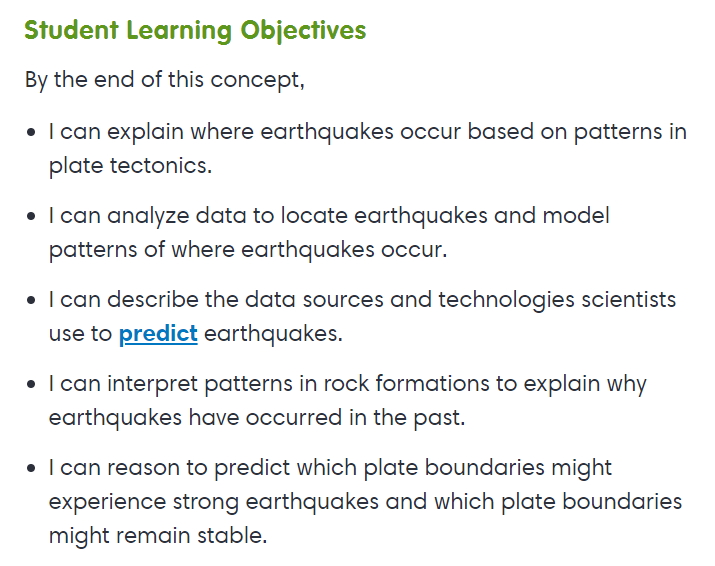 Student Learning Objectives
By the end of this concept,
• I can explain where earthquakes occur based on patterns in
plate tectonics.
• I can analyze data to locate earthquakes and model
patterns of where earthquakes occur.
• I can describe the data sources and technologies scientists
use to predict earthquakes.
• I can interpret patterns in rock formations to explain why
earthquakes have occurred in the past.
• I can reason to predict which plate boundaries might
experience strong earthquakes and which plate boundaries
might remain stable.